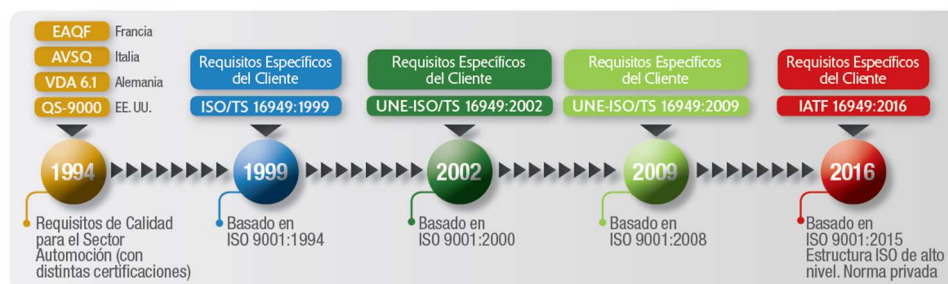 EAQF Francia
AVSQ Italia
VDA 6.1 Alemania
QS-9000 EE. UU.
1994
Requisitos de Calidad
para el Sector
Automoción (con
distintas certificaciones)
Requisitos Específicos
del Cliente
ISO/TS 16949:1999
1999
Basado en
ISO 9001:1994
Requisitos Específicos
del Cliente
UNE-ISO/TS 16949:2002
2002
Basado en
ISO 9001:2000
Requisitos Específicos
del Cliente
UNE-ISO/TS 16949:2009
2009
Basado en
ISO 9001:2008
Requisitos Específicos
del Cliente
IATF 16949:2016
2016
Basado en
ISO 9001:2015
Estructura ISO de alto
nivel. Norma privada